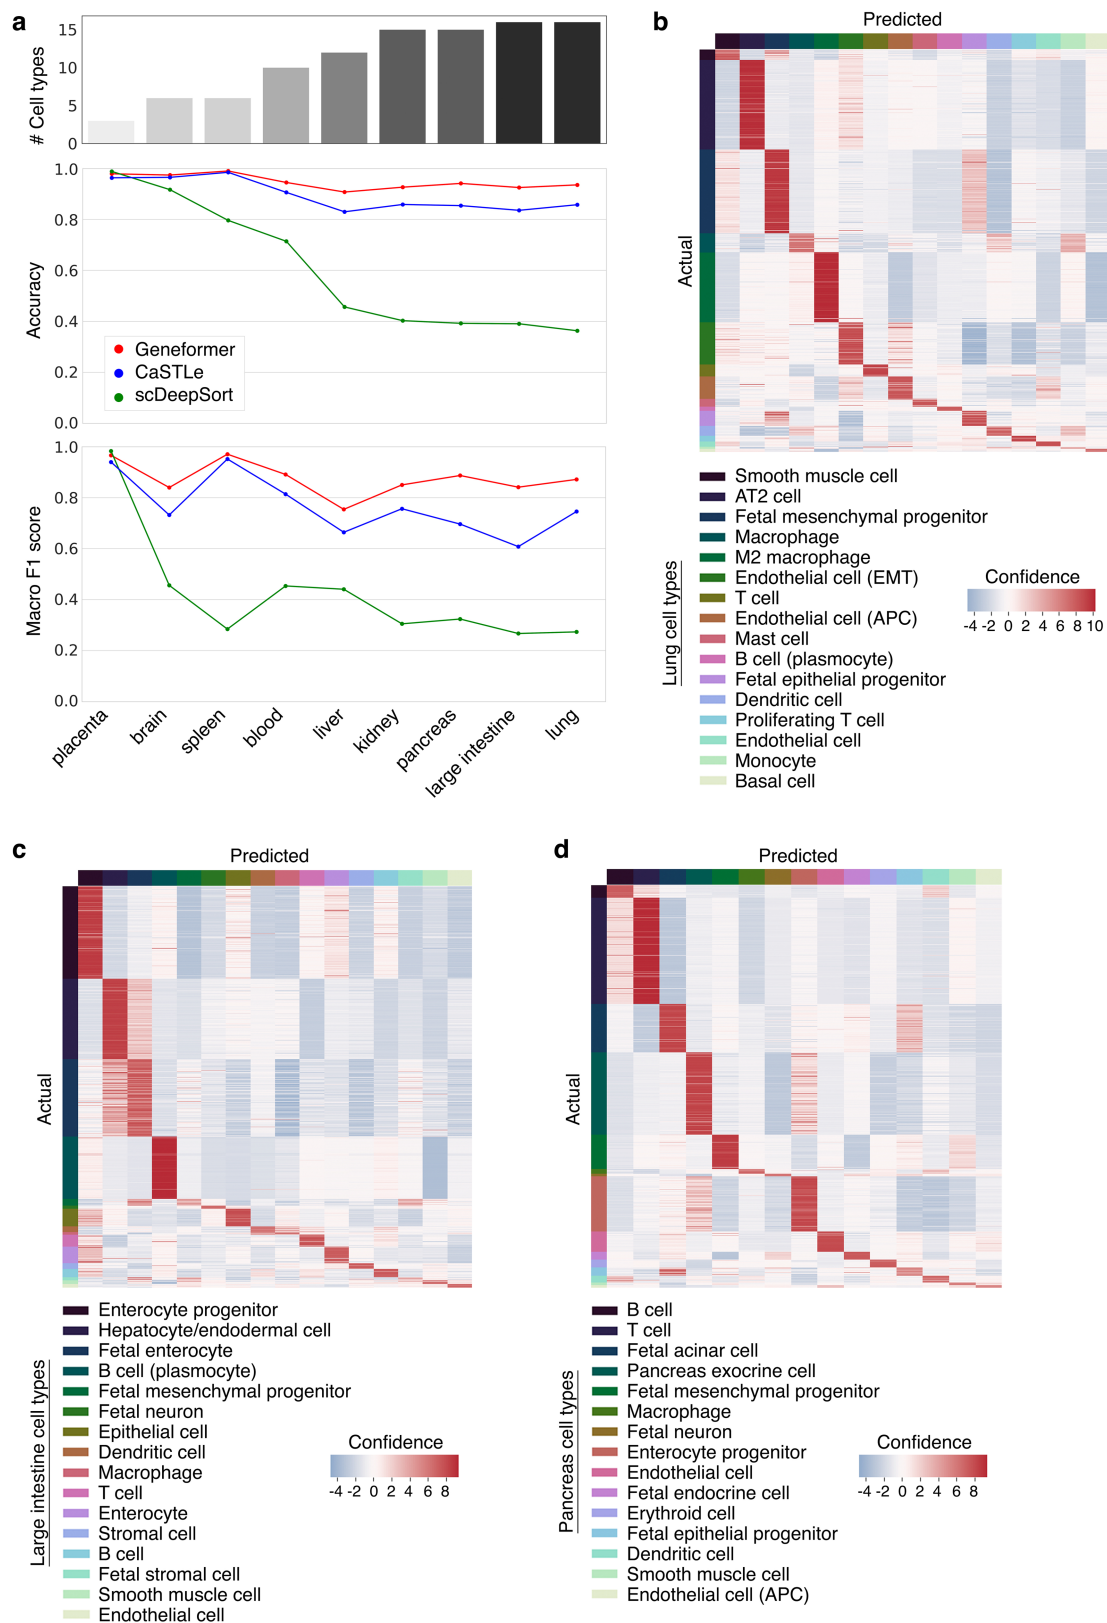 a
# Cell types
15
10
5
0
Accuracy
1.0
0.8
0.6
0.4
0.2
0.0
Geneformer
CaSTLe
scDeepSort
Macro F1 score
1.0
0.8
0.6
0.4
0.2
0.0
placenta
brain
spleen
blood
liver
kidney
pancreas
large intestine
lung
b
Predicted
Actual
Lung cell types
Smooth muscle cell
AT2 cell
Fetal mesenchymal progenitor
Macrophage
M2 macrophage
Endothelial cell (EMT)
T cell
Endothelial cell (APC)
Mast cell
B cell (plasmocyte)
Fetal epithelial progenitor
Dendritic cell
Proliferating T cell
Endothelial cell
Monocyte
Basal cell
Confidence
-4 -2 0 2 4 6 8 10
c
Predicted
Actual
Large intestine cell types
Enterocyte progenitor
Hepatocyte/endodermal cell
Fetal enterocyte
B cell (plasmocyte)
Fetal mesenchymal progenitor
Fetal neuron
Epithelial cell
Dendritic cell
Macrophage
T cell
Enterocyte
Stromal cell
B cell
Fetal stromal cell
Smooth muscle cell
Endothelial cell
Confidence
-4 -2 0 2 4 6 8
d
Predicted
Actual
Pancreas cell types
B cell
T cell
Fetal acinar cell
Pancreas exocrine cell
Fetal mesenchymal progenitor
Macrophage
Fetal neuron
Enterocyte progenitor
Endothelial cell
Fetal endocrine cell
Erythroid cell
Fetal epithelial progenitor
Dendritic cell
Smooth muscle cell
Endothelial cell (APC)
Confidence
-4 -2 0 2 4 6 8